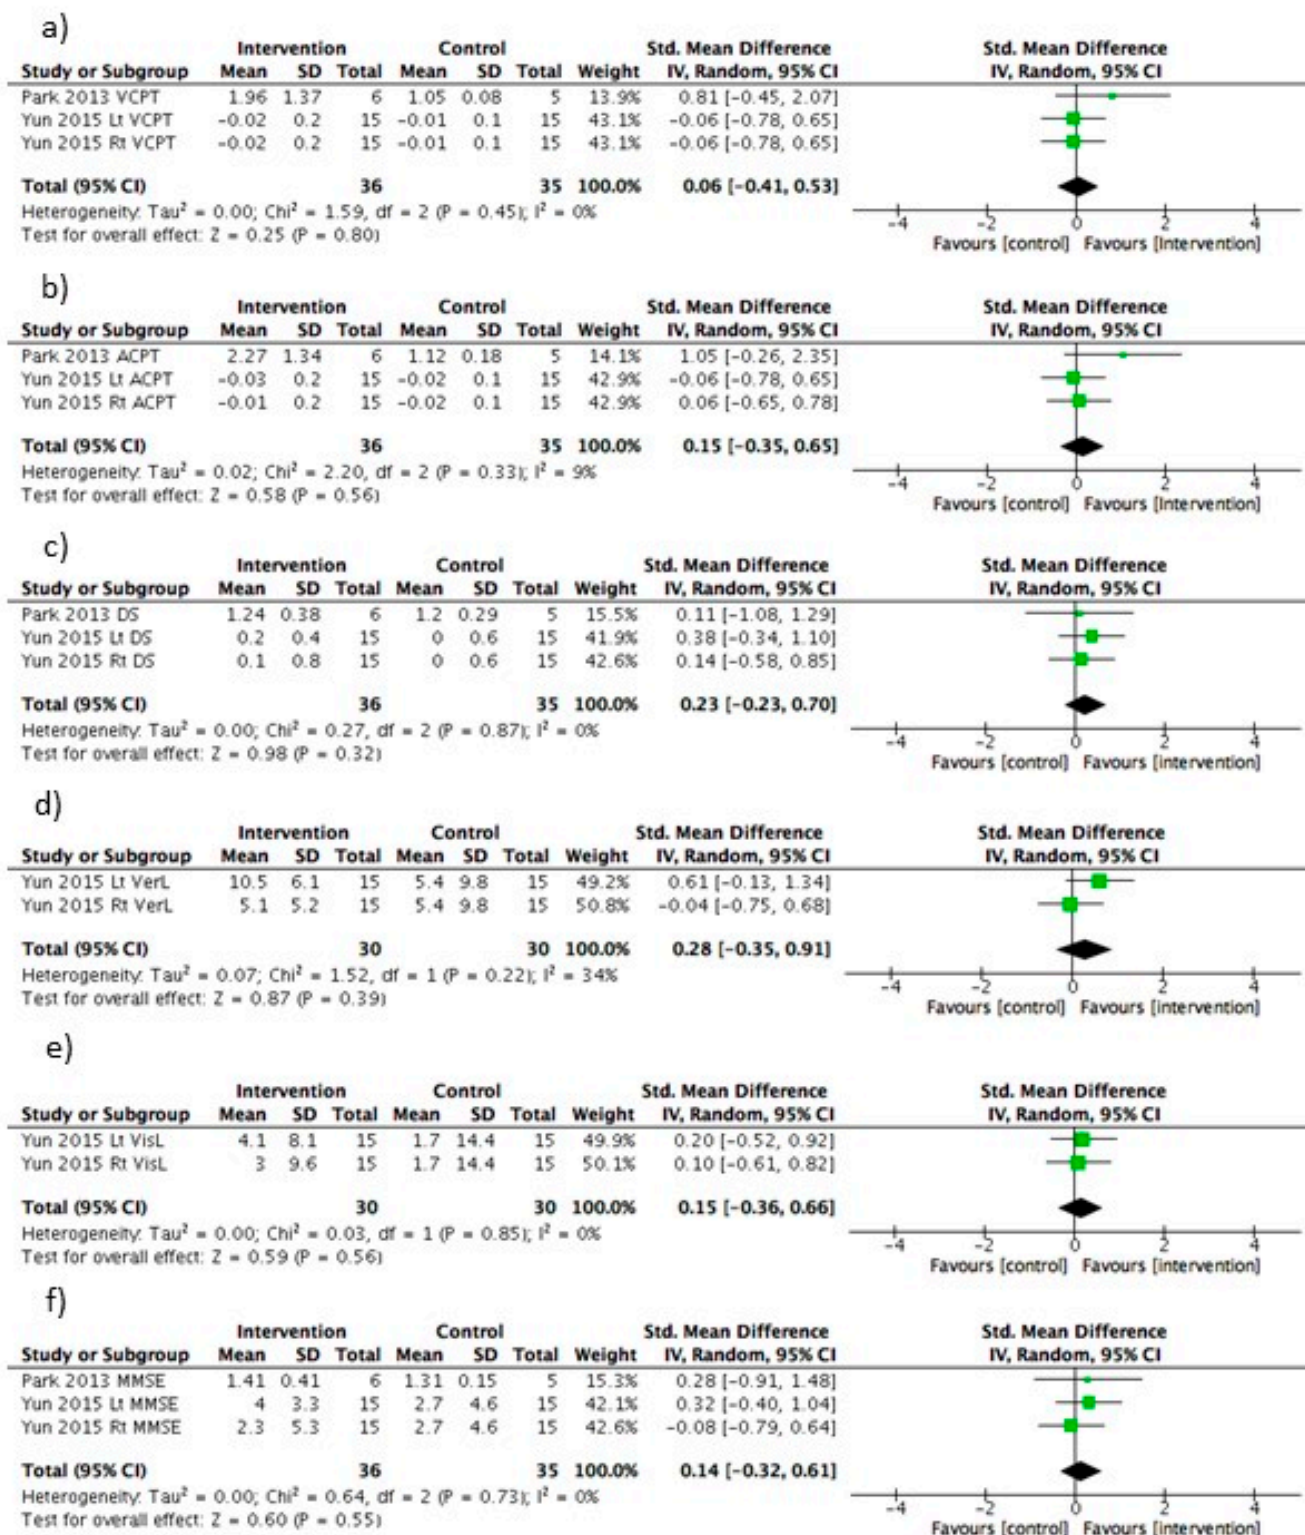 a)
Intervention Control Std. Mean Difference Std. Mean Difference
Study or Subgroup Mean SD Total Mean SD Total Weight IV, Random, 95% CI IV, Random, 95% CI
Park 2013 VCPT 1.96 1.37 6 1.05 0.08 5 13.9% 0.81 [-0.45, 2.07]
Yun 2015 Lt VCPT -0.02 0.2 15 -0.01 0.1 15 43.1% -0.06 [-0.78, 0.65]
Yun 2015 Rt VCPT -0.02 0.2 15 -0.01 0.1 15 43.1% -0.06 [-0.78, 0.65]
Total (95% CI) 36 35 100.0% 0.06 [-0.41, 0.53]
Heterogeneity: Tau² = 0.00; Chi² = 1.59, df = 2 (P = 0.45); I² = 0%
Test for overall effect: Z = 0.25 (P = 0.80)
-4 -2 0 2 4
Favours [control] Favours [Intervention]
b)
Intervention Control Std. Mean Difference Std. Mean Difference
Study or Subgroup Mean SD Total Mean SD Total Weight IV, Random, 95% CI IV, Random, 95% CI
Park 2013 ACPT 2.27 1.34 6 1.12 0.18 5 14.1% 1.05 [-0.26, 2.35]
Yun 2015 Lt ACPT -0.03 0.2 15 -0.02 0.1 15 42.9% -0.06 [-0.78, 0.65]
Yun 2015 Rt ACPT -0.01 0.2 15 -0.02 0.1 15 42.9% 0.06 [-0.65, 0.78]
Total (95% CI) 36 35 100.0% 0.15 [-0.35, 0.65]
Heterogeneity: Tau² = 0.02; Chi² = 2.20, df = 2 (P = 0.33); I² = 9%
Test for overall effect: Z = 0.58 (P = 0.56)
-4 -2 0 2 4
Favours [control] Favours [Intervention]
c)
Intervention Control Std. Mean Difference Std. Mean Difference
Study or Subgroup Mean SD Total Mean SD Total Weight IV, Random, 95% CI IV, Random, 95% CI
Park 2013 DS 1.24 0.38 6 1.2 0.29 5 15.5% 0.11 [-1.08, 1.29]
Yun 2015 Lt DS 0.2 0.4 15 0 0.6 15 41.9% 0.38 [-0.34, 1.10]
Yun 2015 Rt DS 0.1 0.8 15 0 0.6 15 42.6% 0.14 [-0.58, 0.85]
Total (95% CI) 36 35 100.0% 0.23 [-0.23, 0.70]
Heterogeneity: Tau² = 0.00; Chi² = 0.27, df = 2 (P = 0.87); I² = 0%
Test for overall effect: Z = 0.98 (P = 0.32)
-4 -2 0 2 4
Favours [control] Favours [intervention]
d)
Intervention Control Std. Mean Difference Std. Mean Difference
Study or Subgroup Mean SD Total Mean SD Total Weight IV, Random, 95% CI IV, Random, 95% CI
Yun 2015 Lt VerL 10.5 6.1 15 5.4 9.8 15 49.2% 0.61 [-0.13, 1.34]
Yun 2015 Rt VerL 5.1 5.2 15 5.4 9.8 15 50.8% -0.04 [-0.75, 0.68]
Total (95% CI) 30 30 100.0% 0.28 [-0.35, 0.91]
Heterogeneity: Tau² = 0.07; Chi² = 1.52, df = 1 (P = 0.22); I² = 34%
Test for overall effect: Z = 0.87 (P = 0.39)
-4 -2 0 2 4
Favours [control] Favours [intervention]
e)
Intervention Control Std. Mean Difference Std. Mean Difference
Study or Subgroup Mean SD Total Mean SD Total Weight IV, Random, 95% CI IV, Random, 95% CI
Yun 2015 Lt VisL 4.1 8.1 15 1.7 14.4 15 49.9% 0.20 [-0.52, 0.92]
Yun 2015 Rt VisL 3 9.6 15 1.7 14.4 15 50.1% 0.10 [-0.61, 0.82]
Total (95% CI) 30 30 100.0% 0.15 [-0.36, 0.66]
Heterogeneity: Tau² = 0.00; Chi² = 0.03, df = 1 (P = 0.85); I² = 0%
Test for overall effect: Z = 0.59 (P = 0.56)
-4 -2 0 2 4
Favours [control] Favours [intervention]
f)
Intervention Control Std. Mean Difference Std. Mean Difference
Study or Subgroup Mean SD Total Mean SD Total Weight IV, Random, 95% CI IV, Random, 95% CI
Park 2013 MMSE 1.41 0.41 6 1.31 0.15 5 15.3% 0.28 [-0.91, 1.48]
Yun 2015 Lt MMSE 4 3.3 15 2.7 4.6 15 42.1% 0.32 [-0.40, 1.04]
Yun 2015 Rt MMSE 2.3 5.3 15 2.7 4.6 15 42.6% -0.08 [-0.79, 0.64]
Total (95% CI) 36 35 100.0% 0.14 [-0.32, 0.61]
Heterogeneity: Tau² = 0.00; Chi² = 0.64, df = 2 (P = 0.73); I² = 0%
Test for overall effect: Z = 0.60 (P = 0.55)
-4 -2 0 2 4
Favours [control] Favours [intervention]